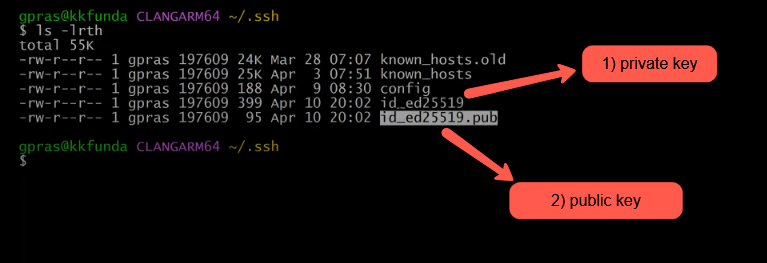 gpras@kkfunda CLANGARM64 ~/.ssh
$ ls -lrth
total 55K
-rw-r--r-- 1 gpras 197609 24K Mar 28 07:07 known_hosts.old
-rw-r--r-- 1 gpras 197609 25K Apr  3 07:51 known_hosts
-rw-r--r-- 1 gpras 197609 188 Apr  9 08:30 config
-rw-r--r-- 1 gpras 197609 399 Apr 10 20:02 id_ed25519
-rw-r--r-- 1 gpras 197609  95 Apr 10 20:02 id_ed25519.pub
1) private key
2) public key
gpras@kkfunda CLANGARM64 ~/.ssh
$